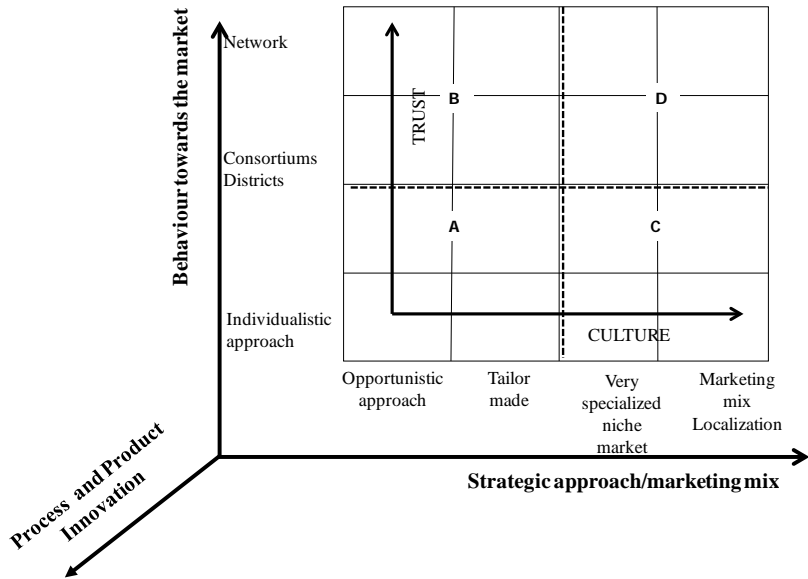 Behaviour towards the market
Network
Consortiums
Districts
Individualistic
approach
TRUST
B
D
A
C
CULTURE
Opportunistic
approach
Tailor
made
Very
specialized
niche
market
Marketing
mix
Localization
Strategic approach/marketing mix
Process and Product
Innovation